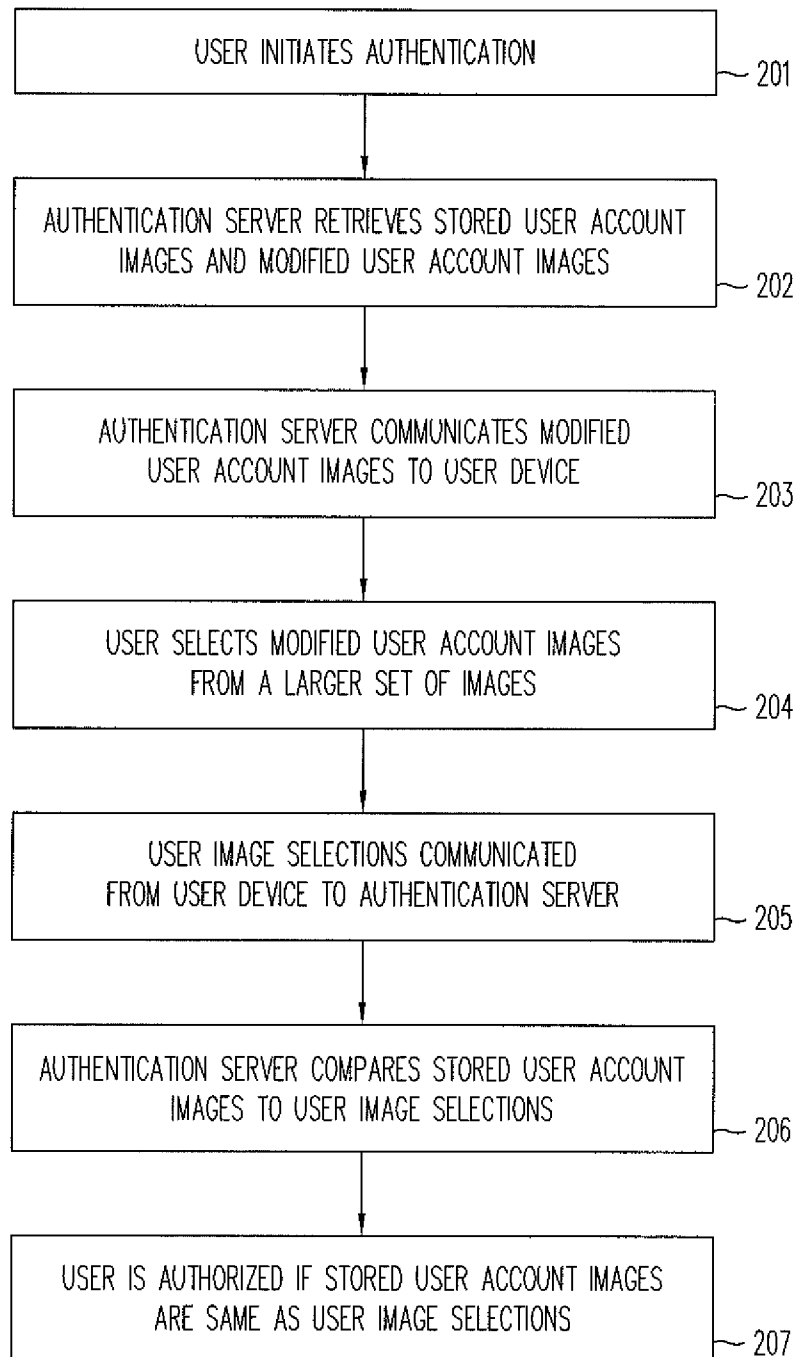 USER INITIATES AUTHENTICATION
201
AUTHENTICATION SERVER RETRIEVES STORED USER ACCOUNT
IMAGES AND MODIFIED USER ACCOUNT IMAGES
202
AUTHENTICATION SERVER COMMUNICATES MODIFIED
USER ACCOUNT IMAGES TO USER DEVICE
203
USER SELECTS MODIFIED USER ACCOUNT IMAGES
FROM A LARGER SET OF IMAGES
204
USER IMAGE SELECTIONS COMMUNICATED
FROM USER DEVICE TO AUTHENTICATION SERVER
205
AUTHENTICATION SERVER COMPARES STORED USER ACCOUNT
IMAGES TO USER IMAGE SELECTIONS
206
USER IS AUTHORIZED IF STORED USER ACCOUNT IMAGES
ARE SAME AS USER IMAGE SELECTIONS
207